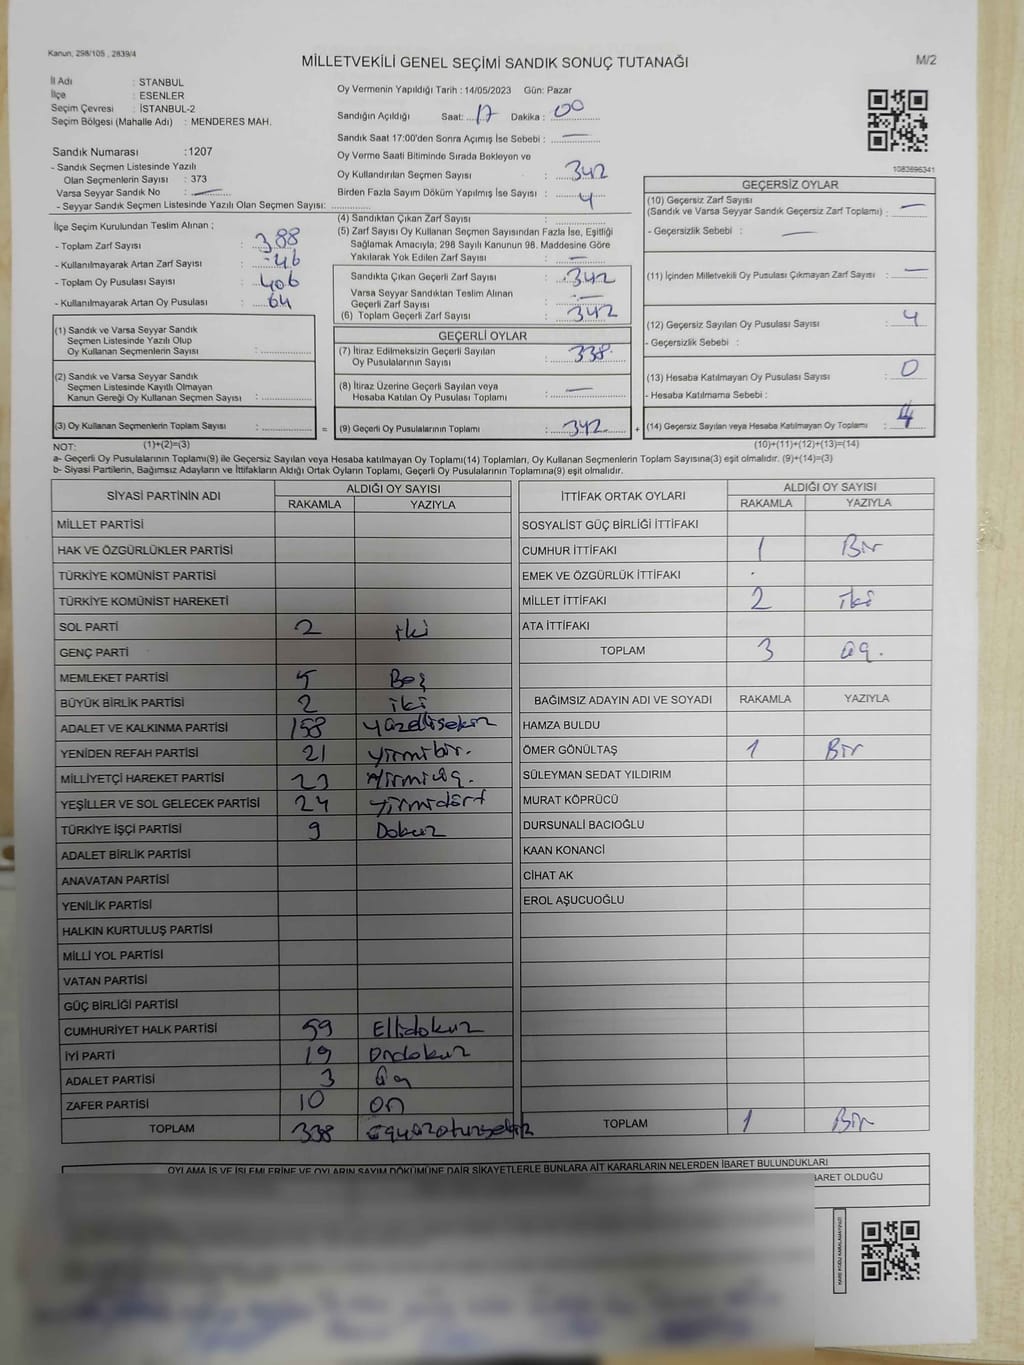 Kanun, 298/105 , 2839/4
MİLLETVEKİLİ GENEL SEÇİMİ SANDIK SONUÇ TUTANAĞI
M/2
İl Adı : STANBUL
İlçe : ESENLER
Seçim Çevresi : İSTANBUL-2
Seçim Bölgesi (Mahalle Adı) : MENDERES MAH.
Oy Vermenin Yapıldığı Tarih : 14/05/2023 Gün: Pazar
Sandığın Açıldığı Saat: 17 Dakika : 00
Sandık Saat 17:00'den Sonra Açımış İse Sebebi : —
Sandık Numarası :1207
- Sandık Seçmen Listesinde Yazılı
Olan Seçmenlerin Sayısı : 373
Varsa Seyyar Sandık No : —
- Seyyar Sandık Seçmen Listesinde Yazılı Olan Seçmen Sayısı:
Oy Verme Saati Bitiminde Sırada Bekleyen ve
Oy Kullandırılan Seçmen Sayısı : 342
Birden Fazla Sayım Döküm Yapılmış İse Sayısı : 4
1083696341
İlçe Seçim Kurulundan Teslim Alınan ;
- Toplam Zarf Sayısı : 388
- Kullanılmayarak Artan Zarf Sayısı : 46
- Toplam Oy Pusulası Sayısı : 406
- Kullanılmayarak Artan Oy Pusulası : 64
(4) Sandıktan Çıkan Zarf Sayısı :
(5) Zarf Sayısı Oy Kullanan Seçmen Sayısından Fazla İse, Eşitliği
Sağlamak Amacıyla, 298 Sayılı Kanunun 98. Maddesine Göre
Yakılarak Yok Edilen Zarf Sayısı : —
Sandıkta Çıkan Geçerli Zarf Sayısı : 342
Varsa Seyyar Sandıktan Teslim Alınan
Geçerli Zarf Sayısı : —
(6) Toplam Geçerli Zarf Sayısı : 342
GEÇERSİZ OYLAR
(10) Geçersiz Zarf Sayısı
(Sandık ve Varsa Seyyar Sandık Geçersiz Zarf Toplamı) : —
- Geçersizlik Sebebi : —
(11) İçinden Milletvekili Oy Pusulası Çıkmayan Zarf Sayısı : —
(12) Geçersiz Sayılan Oy Pusulası Sayısı : 4
- Geçersizlik Sebebi :
(13) Hesaba Katılmayan Oy Pusulası Sayısı : 0
- Hesaba Katılmama Sebebi :
(14) Geçersiz Sayılan veya Hesaba Katılmayan Oy Toplamı : 4
(1) Sandık ve Varsa Seyyar Sandık
Seçmen Listesinde Yazılı Olup
Oy Kullanan Seçmenlerin Sayısı :
(2) Sandık ve Varsa Seyyar Sandık
Seçmen Listesinde Kayıtlı Olmayan
Kanun Gereği Oy Kullanan Seçmen Sayısı :
(3) Oy Kullanan Seçmenlerin Toplam Sayısı :
=
GEÇERLİ OYLAR
(7) İtiraz Edilmeksizin Geçerli Sayılan
Oy Pusulalarının Sayısı : 338
(8) İtiraz Üzerine Geçerli Sayılan veya
Hesaba Katılan Oy Pusulası Toplamı : —
(9) Geçerli Oy Pusulalarının Toplamı : 342
+
NOT: (1)+(2)=(3) (10)+(11)+(12)+(13)=(14)
a- Geçerli Oy Pusulalarının Toplamı(9) ile Geçersiz Sayılan veya Hesaba katılmayan Oy Toplamı(14) Toplamları, Oy Kullanan Seçmenlerin Toplam Sayısına(3) eşit olmalıdır. (9)+(14)=(3)
b- Siyasi Partilerin, Bağımsız Adayların ve İttifakların Aldığı Ortak Oyların Toplamı, Geçerli Oy Pusulalarının Toplamına(9) eşit olmalıdır.
SİYASİ PARTİNİN ADI ALDIĞI OY SAYISI
RAKAMLA YAZIYLA
MİLLET PARTİSİ
HAK VE ÖZGÜRLÜKLER PARTİSİ
TÜRKİYE KOMÜNİST PARTİSİ
TÜRKİYE KOMÜNİST HAREKETİ
SOL PARTİ 2 iki
GENÇ PARTİ
MEMLEKET PARTİSİ 5 Beş
BÜYÜK BİRLİK PARTİSİ 2 iki
ADALET VE KALKINMA PARTİSİ 158 yüzellisekiz
YENİDEN REFAH PARTİSİ 21 yirmibir.
MİLLİYETÇİ HAREKET PARTİSİ 23 yirmiüç.
YEŞİLLER VE SOL GELECEK PARTİSİ 24 yirmidört
TÜRKİYE İŞÇİ PARTİSİ 9 Dokuz
ADALET BİRLİK PARTİSİ
ANAVATAN PARTİSİ
YENİLİK PARTİSİ
HALKIN KURTULUŞ PARTİSİ
MİLLİ YOL PARTİSİ
VATAN PARTİSİ
GÜÇ BİRLİĞİ PARTİSİ
CUMHURİYET HALK PARTİSİ 59 Ellidokuz
İYİ PARTİ 19 Ondokuz
ADALET PARTİSİ 3 üç
ZAFER PARTİSİ 10 on
TOPLAM 338 üçyüzotuzsekiz
İTTİFAK ORTAK OYLARI ALDIĞI OY SAYISI
RAKAMLA YAZIYLA
SOSYALİST GÜÇ BİRLİĞİ İTTİFAKI
CUMHUR İTTİFAKI 1 Bir
EMEK VE ÖZGÜRLÜK İTTİFAKI
MİLLET İTTİFAKI 2 iki
ATA İTTİFAKI
TOPLAM 3 üç.
BAĞIMSIZ ADAYIN ADI VE SOYADI RAKAMLA YAZIYLA
HAMZA BULDU
ÖMER GÖNÜLTAŞ 1 Bir
SÜLEYMAN SEDAT YILDIRIM
MURAT KÖPRÜCÜ
DURSUNALİ BACIOĞLU
KAAN KONANCİ
CİHAT AK
EROL AŞUCUOĞLU
TOPLAM 1 Bir
OYLAMA İŞ VE İŞLEMLERİNE VE OYLARIN SAYIM DÖKÜMÜNE DAİR ŞİKAYETLERLE BUNLARA AİT KARARLARIN NELERDEN İBARET BULUNDUKLARI
BARET OLDUĞU